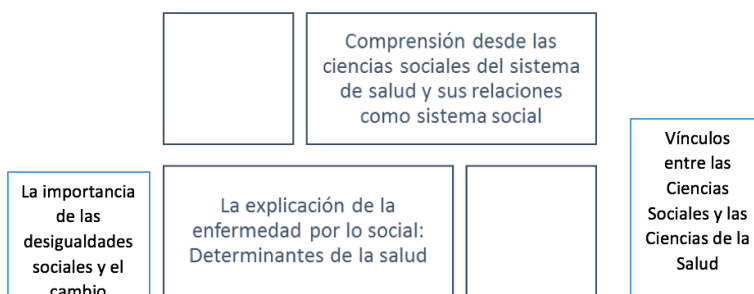 Comprensión desde las
ciencias sociales del sistema
de salud y sus relaciones
como sistema social
Vínculos
entre las
Ciencias
Sociales y las
Ciencias de la
Salud
La importancia
de las
desigualdades
sociales y el
cambio
La explicación de la
enfermedad por lo social:
Determinantes de la salud